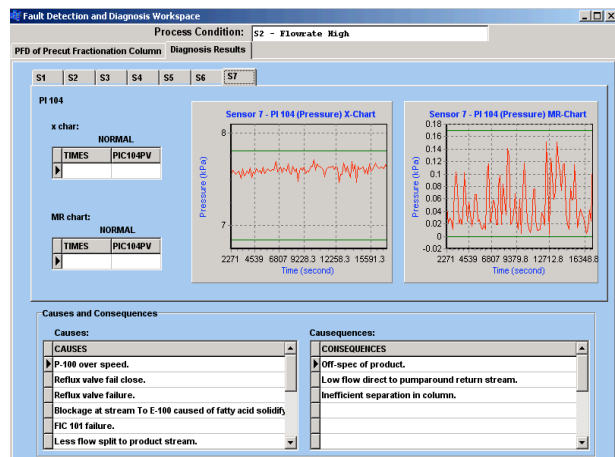 Fault Detection and Diagnosis Workspace
Process Condition: S2 - Flowrate High
PFD of Precut Fractionation Column Diagnosis Results
S1 S2 S3 S4 S5 S6 S7
PI 104
x char:
NORMAL
TIMES PIC104PV
MR chart:
NORMAL
TIMES PIC104PV
Sensor 7 - PI 104 (Pressure) X-Chart
Pressure (kPa)
8
7
2271 4539 6807 9228.3 12258.3 15591.3
Time (second)
Sensor 7 - PI 104 (Pressure) MR-Chart
Pressure (kPa)
0.18
0.16
0.14
0.12
0.1
0.08
0.06
0.04
0.02
0
-0.02
2271 4539 6807 9379.8 12712.8 16348.8
Time (second)
Causes and Consequences
Causes:
CAUSES
P-100 over speed.
Reflux valve fail close.
Reflux valve failure.
Blockage at stream To E-100 caused of fatty acid solidify
FIC 101 failure.
Less flow split to product stream.
Causequences:
CONSEQUENCES
Off-spec of product.
Low flow direct to pumparound return stream.
Inefficient separation in column.